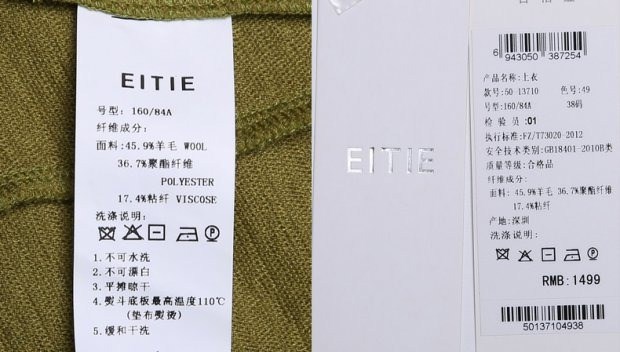 EITIE
号型: 160/84A
纤维成分:
面料: 45.9%羊毛 WOOL
36.7%聚酯纤维
POLYESTER
17.4%粘纤 VISCOSE
洗涤说明:
1.不可水洗
2.不可漂白
3.平摊晾干
4.熨斗底板最高温度110℃
(垫布熨烫)
5.缓和干洗
EITIE
6 943050 387254
产品名称:上衣
款号:50-13710 色号:49
号型:160/84A 38码
检验员:01
执行标准:FZ/T73020-2012
安全技术类别:GB18401-2010B类
质量等级:合格品
纤维成分:
面料: 45.9%羊毛 36.7%聚酯纤维
17.4%粘纤
产地:深圳
洗涤说明:
RMB: 1499
50137104938